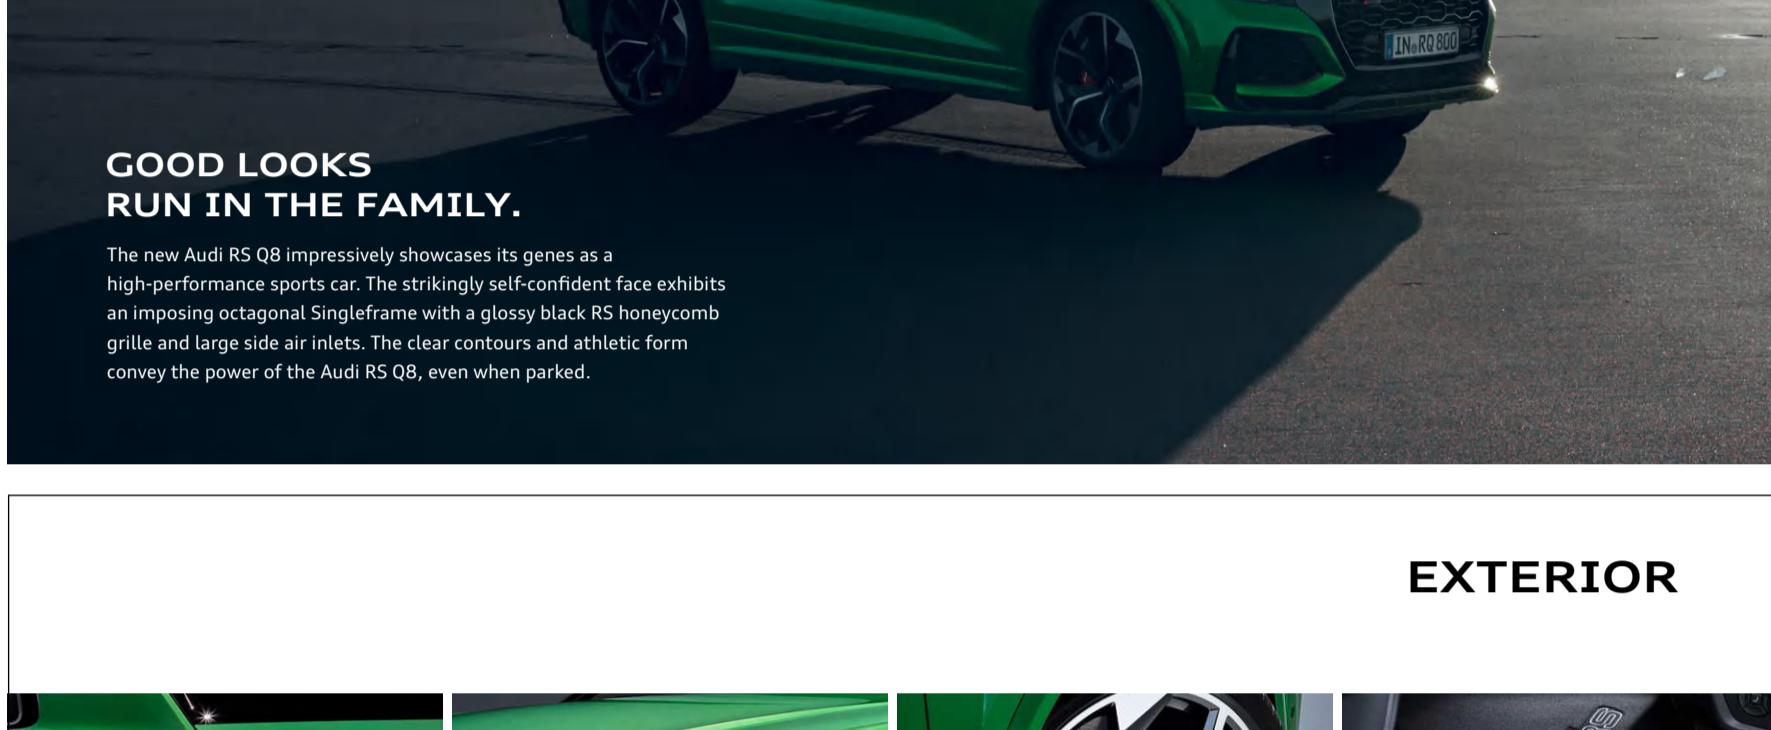 IN RQ 800
GOOD LOOKS
RUN IN THE FAMILY.
The new Audi RS Q8 impressively showcases its genes as a
high-performance sports car. The strikingly self-confident face exhibits
an imposing octagonal Singleframe with a glossy black RS honeycomb
grille and large side air inlets. The clear contours and athletic form
convey the power of the Audi RS Q8, even when parked.
EXTERIOR